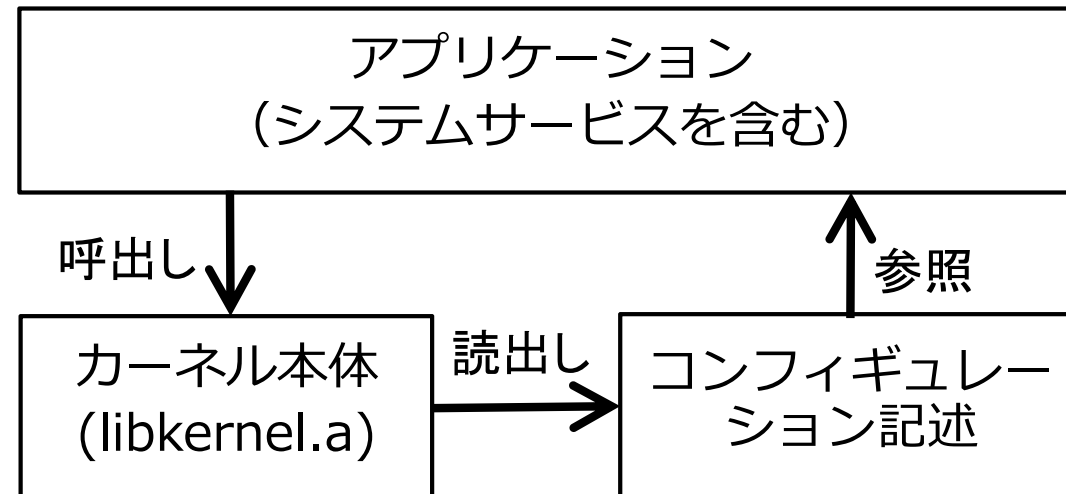 アプリケーション
（システムサービスを含む）
呼出し
参照
カーネル本体
(libkernel.a)
読出し
コンフィギュレー
ション記述